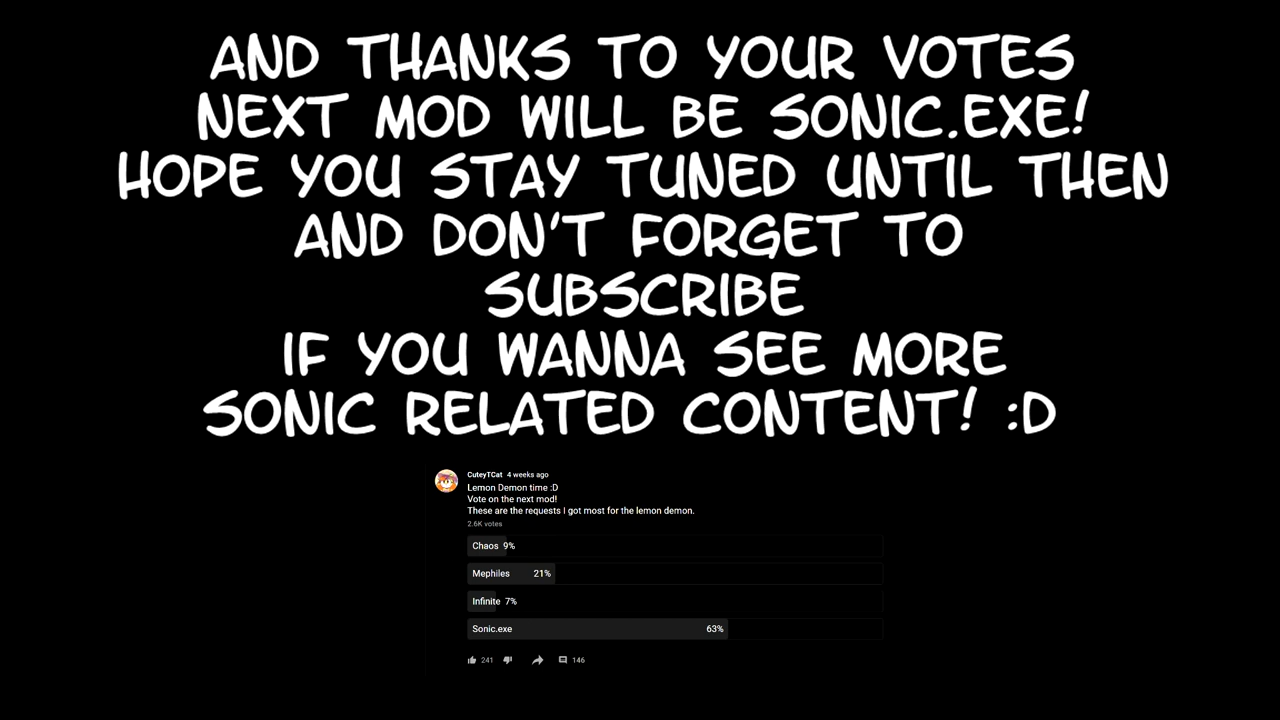 AND THANKS TO YOUR VOTES
NEXT MOD WILL BE SONIC.EXE!
HOPE YOU STAY TUNED UNTIL THEN
AND DON'T FORGET TO
SUBSCRIBE
IF YOU WANNA SEE MORE
SONIC RELATED CONTENT! :D
CuteyTCat 4 weeks ago
Lemon Demon time :D
Vote on the next mod!
These are the requests I got most for the lemon demon.
2.6K votes
Chaos 9%
Mephiles 21%
Infinite 7%
Sonic.exe 63%
241 146